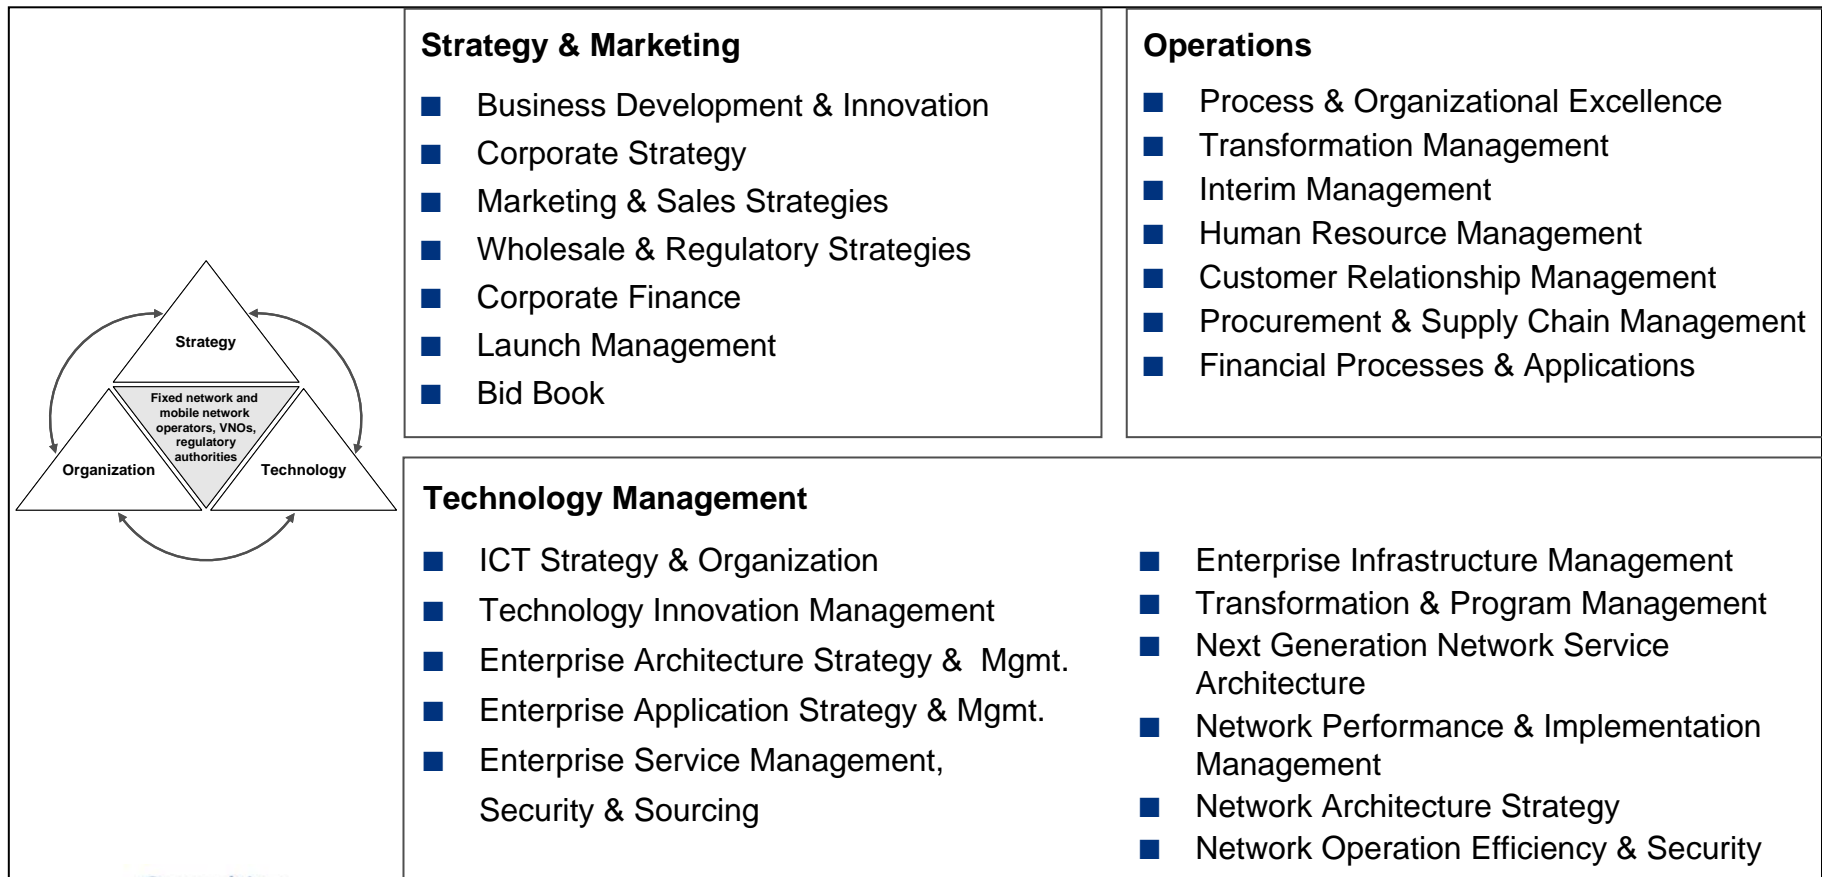 Strategy & Marketing
Business Development & Innovation
Corporate Strategy
Marketing & Sales Strategies
Wholesale & Regulatory Strategies
Corporate Finance
Launch Management
Bid Book
Operations
Process & Organizational Excellence
Transformation Management
Interim Management
Human Resource Management
Customer Relationship Management
Procurement & Supply Chain Management
Financial Processes & Applications
Strategy
Fixed network and
mobile network
operators, VNOs,
regulatory
authorities
Organization
Technology
Technology Management
ICT Strategy & Organization
Technology Innovation Management
Enterprise Architecture Strategy &  Mgmt.
Enterprise Application Strategy & Mgmt.
Enterprise Service Management,
Security & Sourcing
Enterprise Infrastructure Management
Transformation & Program Management
Next Generation Network Service
Architecture
Network Performance & Implementation
Management
Network Architecture Strategy
Network Operation Efficiency & Security